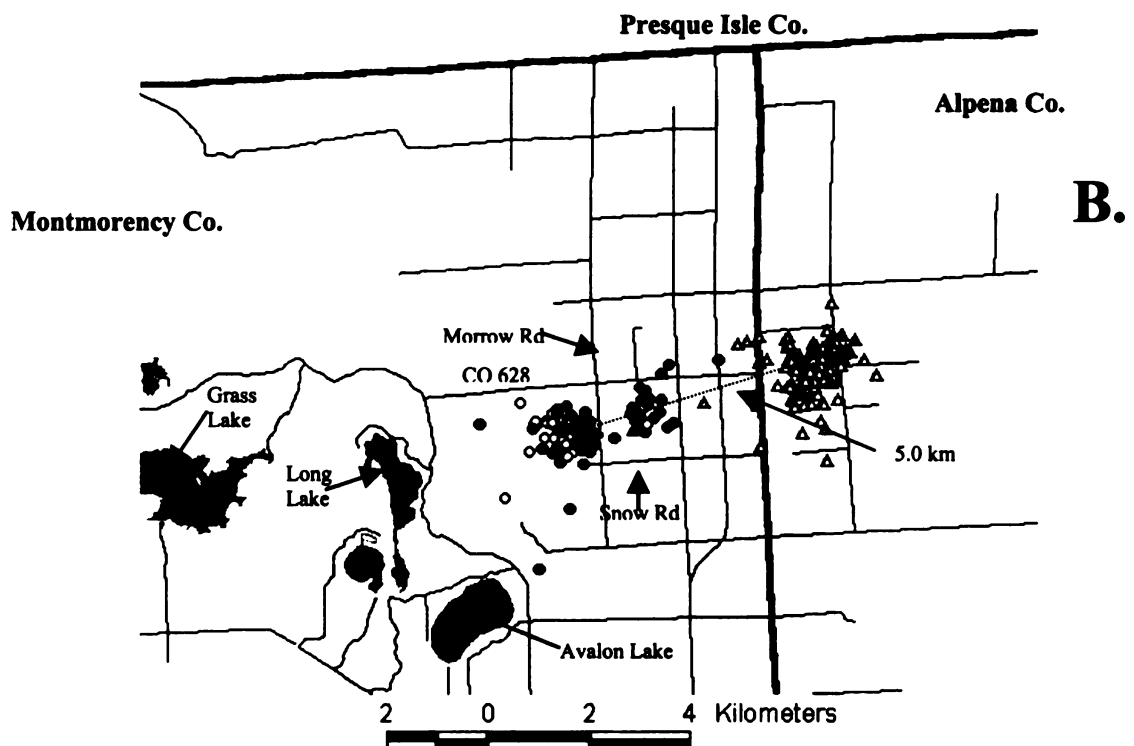 Presque Isle Co.
Alpena Co.
B.
Montmorency Co.
Morrow Rd
CO 628
Grass
Lake
5.0 km
Long
Lake
Snow Rd
Avalon Lake
2 0 2 4 Kilometers